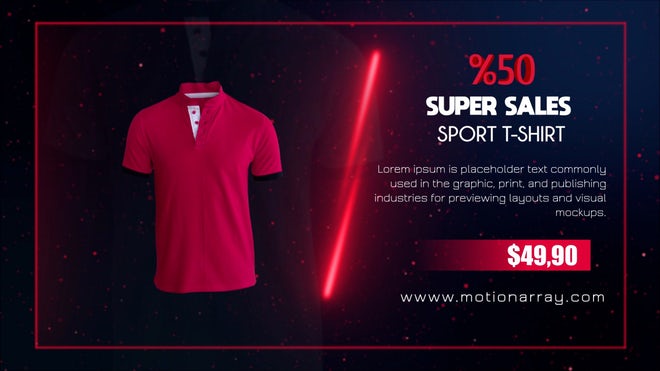 %50
SUPER SALES
SPORT T-SHIRT
Lorem ipsum is placeholder text commonly
used in the graphic, print, and publishing
industries for previewing layouts and visual
mockups.
$49,90
www.motionarray.com